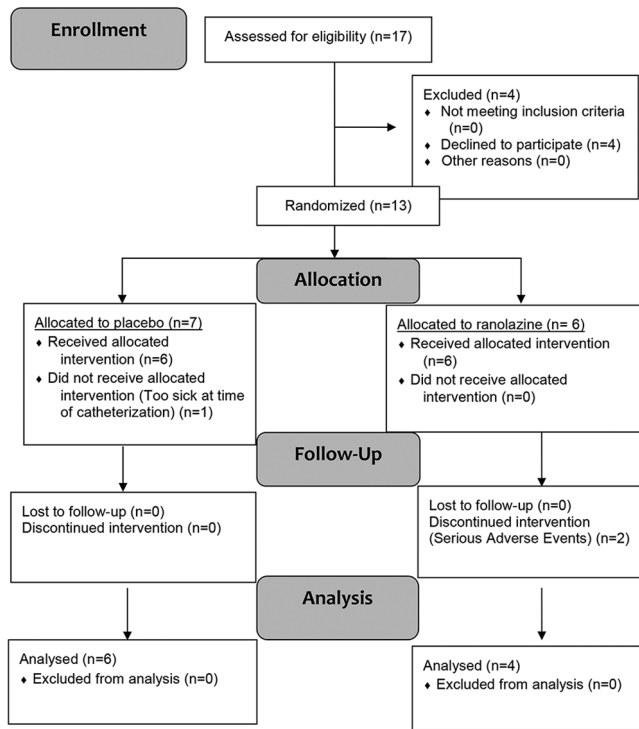 Enrollment
Assessed for eligibility (n=17)
Excluded (n=4)
♦ Not meeting inclusion criteria
(n=0)
♦ Declined to participate (n=4)
♦ Other reasons (n=0)
Randomized (n=13)
Allocation
Allocated to placebo (n=7)
♦ Received allocated
intervention (n=6)
♦ Did not receive allocated
intervention (Too sick at time
of catheterization) (n=1)
Allocated to ranolazine (n= 6)
♦ Received allocated intervention
(n=6)
♦ Did not receive allocated
intervention (n=0)
Follow-Up
Lost to follow-up (n=0)
Discontinued intervention (n=0)
Lost to follow-up (n=0)
Discontinued intervention
(Serious Adverse Events) (n=2)
Analysis
Analysed (n=6)
♦ Excluded from analysis (n=0)
Analysed (n=4)
♦ Excluded from analysis (n=0)